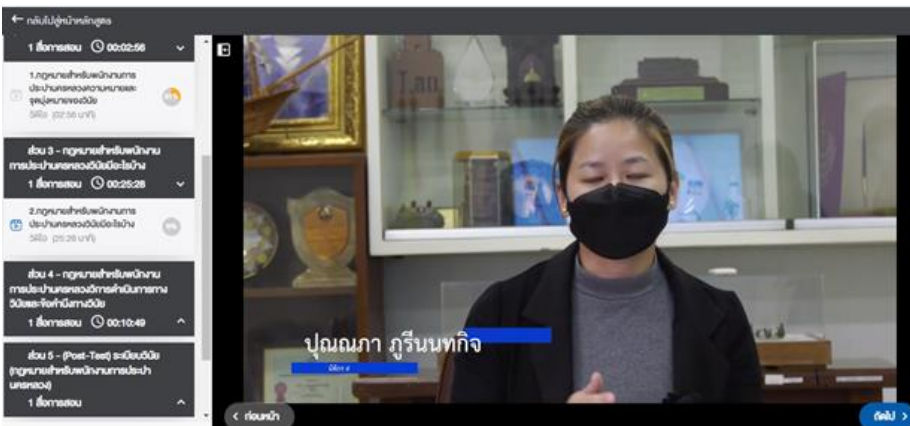 ← กลับไปสู่หน้าหลักสูตร
1 สื่อการสอน 00:02:56
1.กฎหมายสำหรับพนักงานการ
ประปานครหลวงความหมายและ
จุดมุ่งหมายของวินัย
วิดีโอ (02:56 นาที)
ส่วน 3 - กฎหมายสำหรับพนักงาน
การประปานครหลวงวินัยมีอะไรบ้าง
1 สื่อการสอน 00:25:28
2.กฎหมายสำหรับพนักงานการ
ประปานครหลวงวินัยมีอะไรบ้าง
วิดีโอ (25:28 นาที)
ส่วน 4 - กฎหมายสำหรับพนักงาน
การประปานครหลวงวิการดำเนินการทาง
วินัยและข้อคำนึงทางวินัย
1 สื่อการสอน 00:10:49
ส่วน 5 - (Post-Test) ระเบียบวินัย
(กฎหมายสำหรับพนักงานการประปา
นครหลวง)
1 สื่อการสอน
ปุณณภา ภูรีนนทกิจ
นิติกร 4
< ก่อนหน้า
ถัดไป >